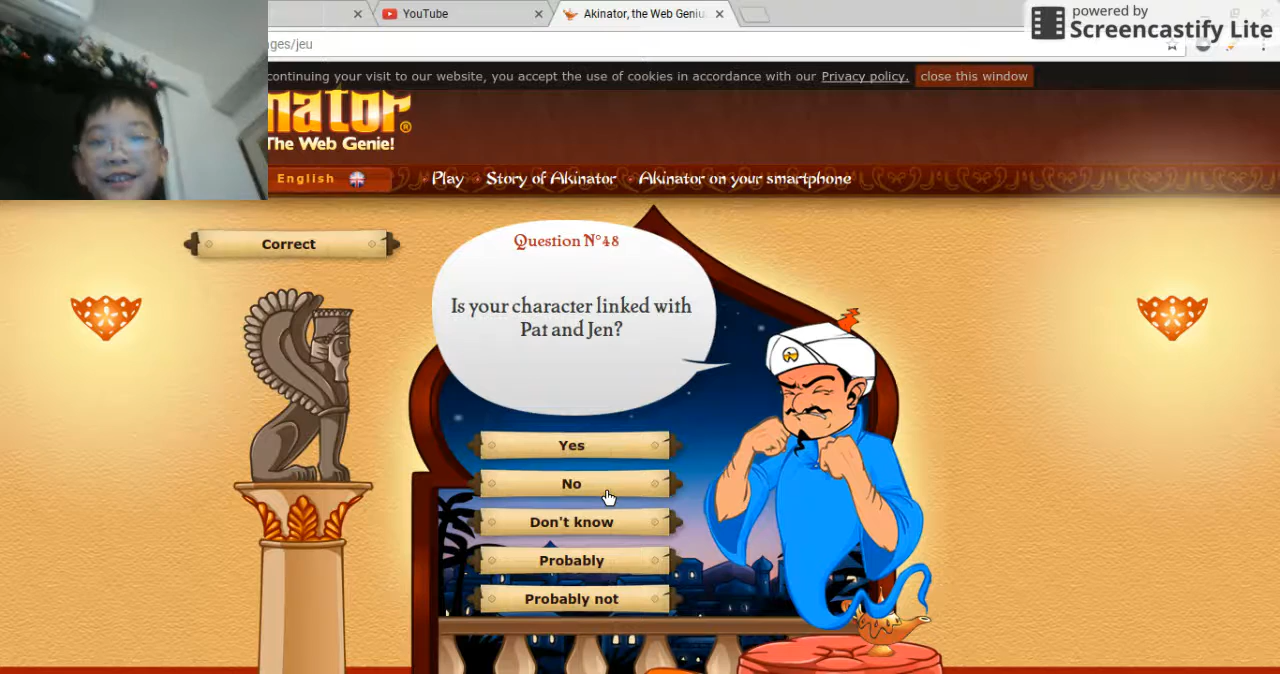 YouTube
Akinator, the Web Geniu
powered by
Screencastify Lite
ges/jeu
continuing your visit to our website, you accept the use of cookies in accordance with our Privacy policy. close this window
nator®
The Web Genie!
English
Play
Story of Akinator
Akinator on your smartphone
Correct
Question N°48
Is your character linked with
Pat and Jen?
Yes
No
Don't know
Probably
Probably not